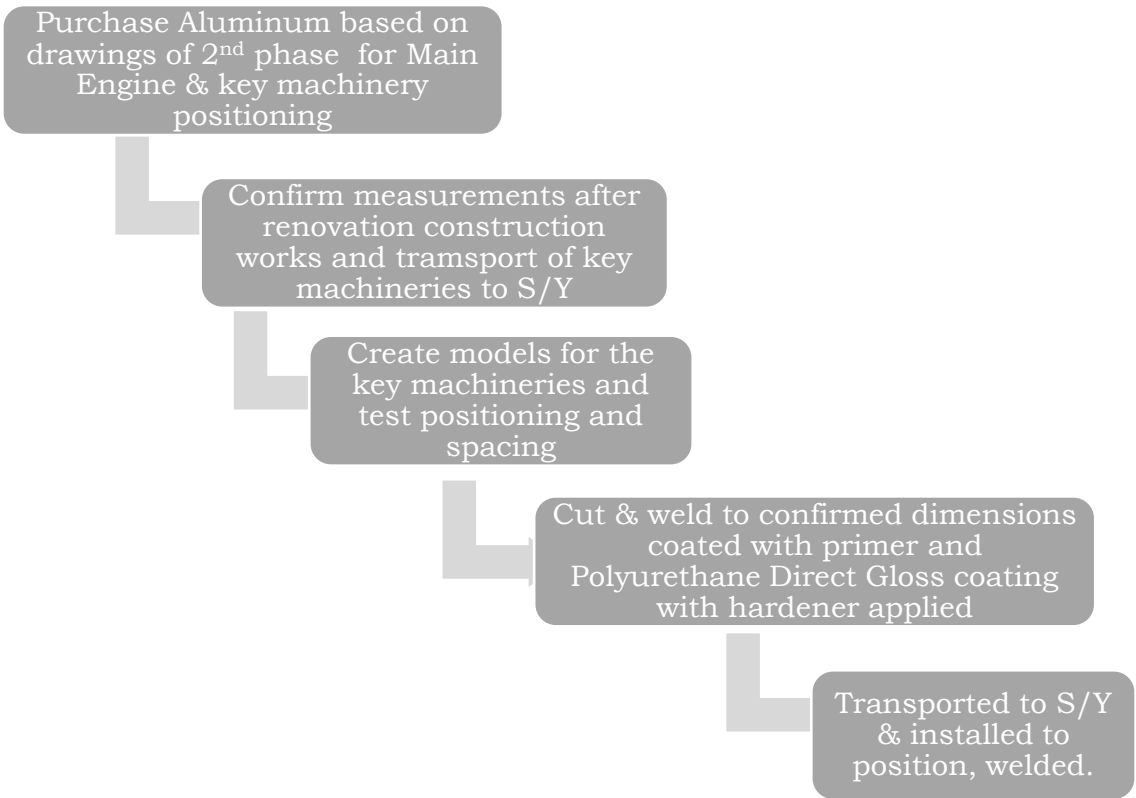 Purchase Aluminum based on
drawings of 2nd phase for Main
Engine & key machinery
positioning
Confirm measurements after
renovation construction
works and tramsport of key
machineries to S/Y
Create models for the
key machineries and
test positioning and
spacing
Cut & weld to confirmed dimensions
coated with primer and
Polyurethane Direct Gloss coating
with hardener applied
Transported to S/Y
& installed to
position, welded.